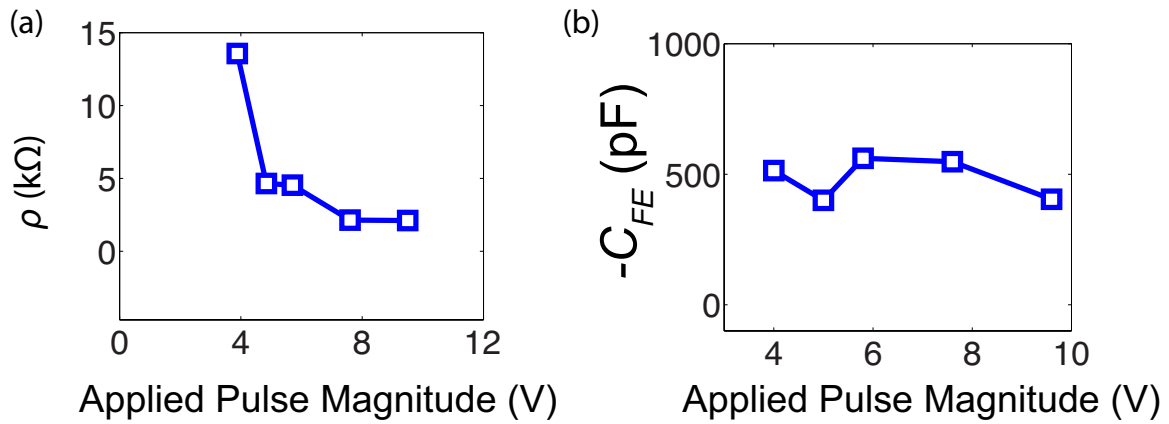 (a)
15
10
5
0
ρ (kΩ)
0 4 8 12
Applied Pulse Magnitude (V)
(b)
1000
500
0
-C_FE (pF)
4 6 8 10
Applied Pulse Magnitude (V)